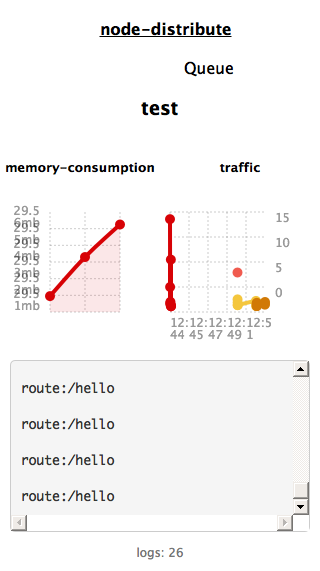 node-distribute
Queue
test
memory-consumption
traffic
29.5
6mb
29.5
5mb
29.5
4mb
29.5
3mb
29.5
2mb
29.5
1mb
15
10
5
0
12:12:12:12:12:5
44 45 47 49 1
route:/hello
route:/hello
route:/hello
route:/hello
logs: 26